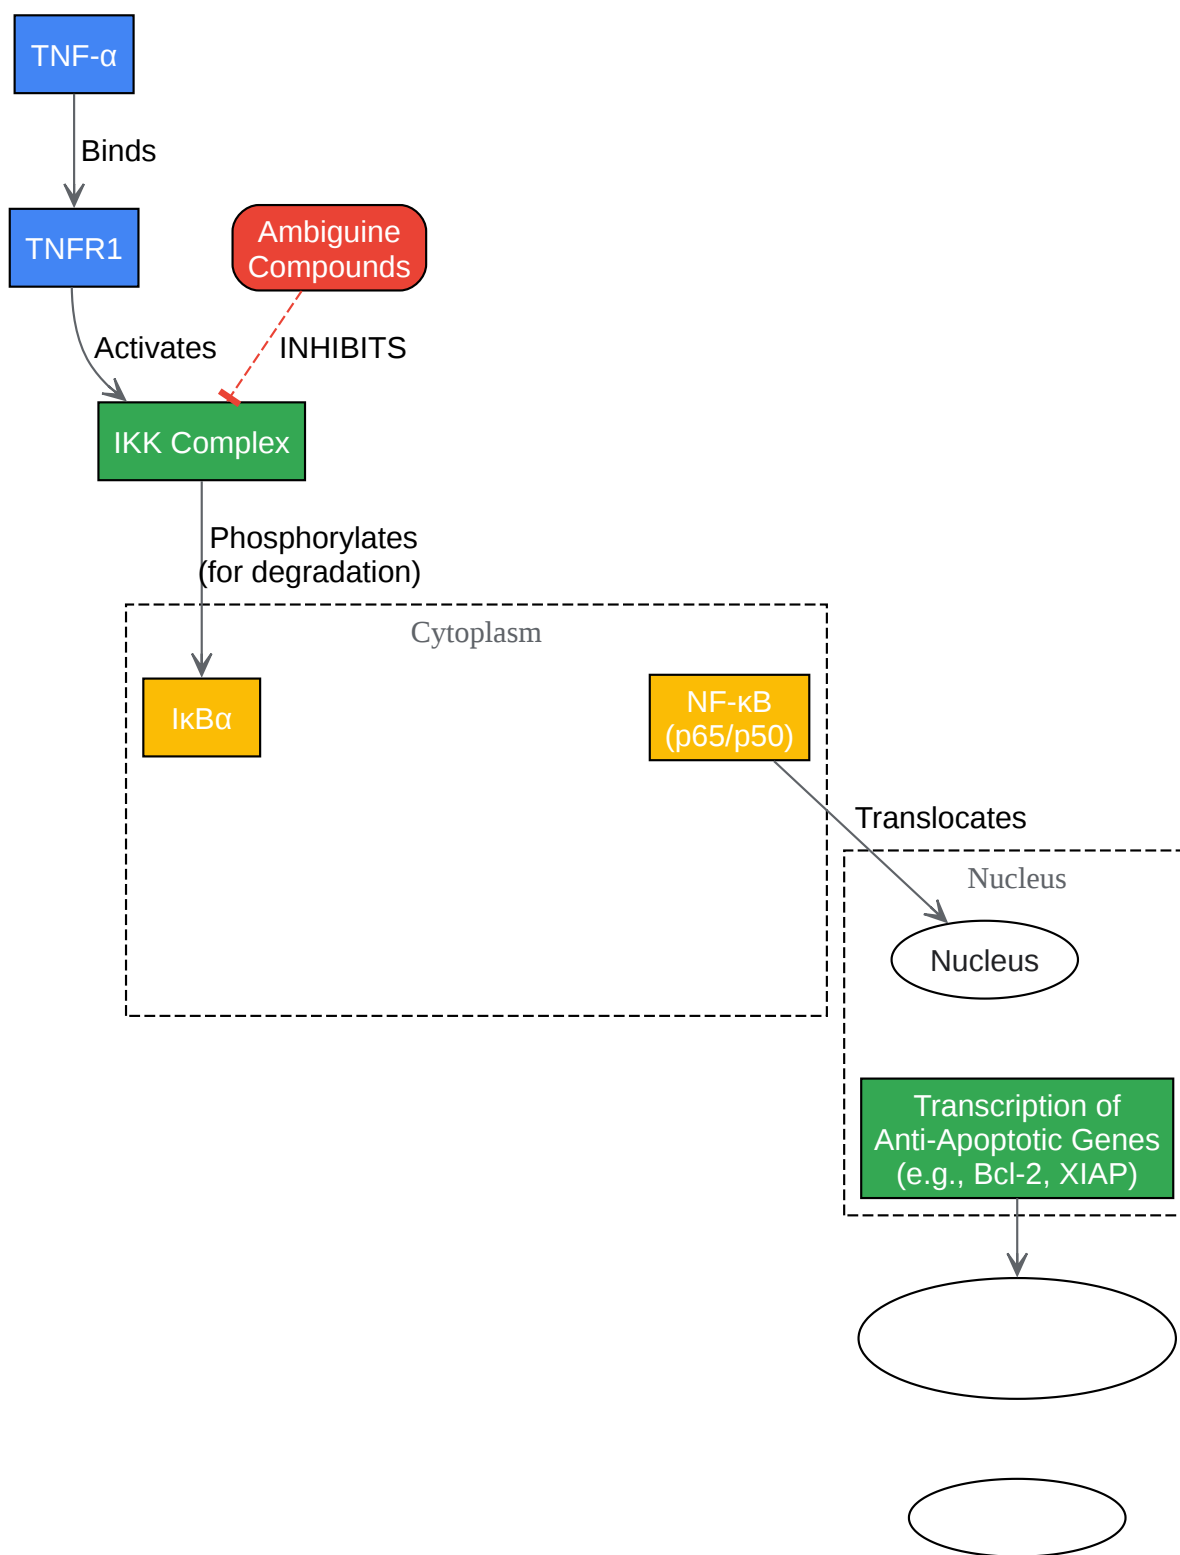 TNF-α
Binds
TNFR1
Ambiguine
Compounds
Activates
INHIBITS
IKK Complex
Phosphorylates
(for degradation)
Cytoplasm
IκBα
NF-κB
(p65/p50)
Translocates
Nucleus
Nucleus
Transcription of
Anti-Apoptotic Genes
(e.g., Bcl-2, XIAP)